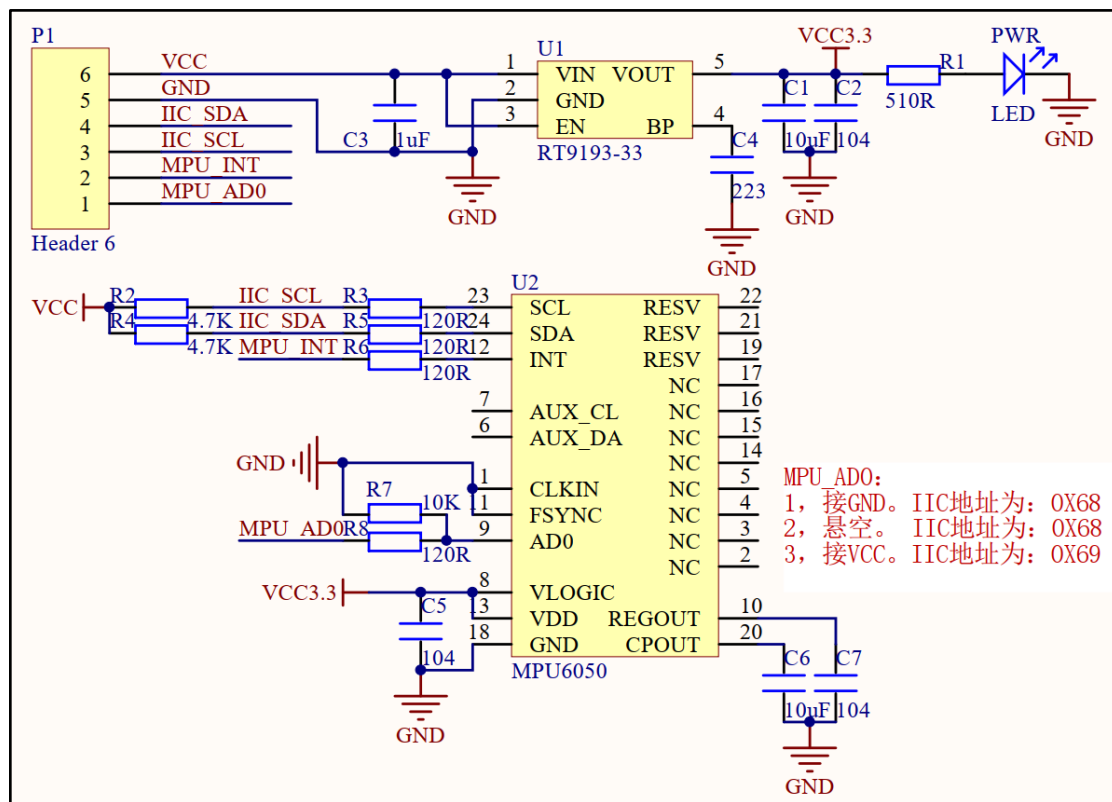 P1
6 VCC
5 GND
4 IIC_SDA
3 IIC_SCL
2 MPU_INT
1 MPU_AD0
Header 6
C3 1uF
GND
U1
1 VIN VOUT 5
2 GND
3 EN BP 4
RT9193-33
C4
223
GND
VCC3.3
C1 C2
10uF 104
GND
R1
510R
PWR
LED
GND
U2
VCC
R2 IIC_SCL R3 23 SCL
R4 4.7K IIC_SDA R5 120R 24 SDA
4.7K MPU_INT R6 120R 12 INT
120R
7 AUX_CL
6 AUX_DA
GND
1 CLKIN
R7 10K 11 FSYNC
MPU_AD0 R8 9 AD0
120R
VCC3.3
8 VLOGIC
C5 13 VDD
104 18 GND
GND
RESV 22
RESV 21
RESV 19
NC 17
NC 16
NC 15
NC 14
NC 5
NC 4
NC 3
NC 2
REGOUT 10
CPOUT 20
MPU6050
C6 C7
10uF 104
GND
MPU_AD0:
1, 接GND。IIC地址为: 0X68
2, 悬空。 IIC地址为: 0X68
3, 接VCC。IIC地址为: 0X69